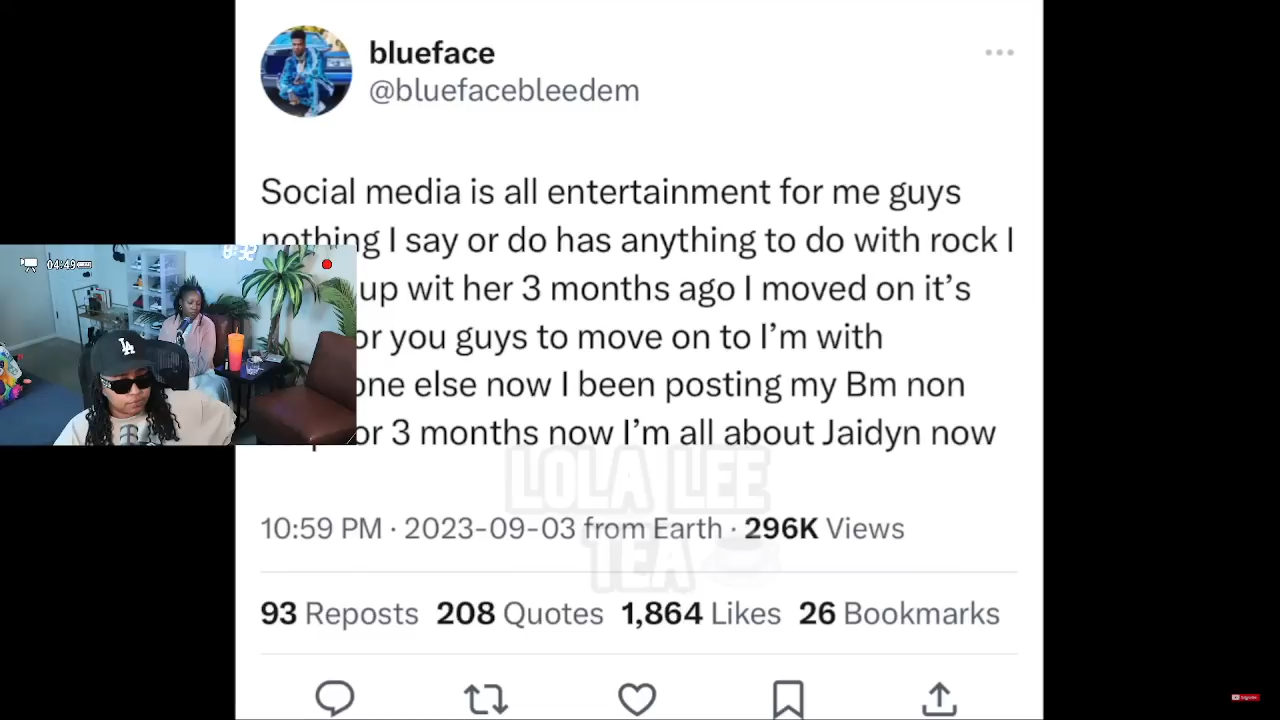 blueface
@bluefacebleedem
Social media is all entertainment for me guys
nothing I say or do has anything to do with rock I
up wit her 3 months ago I moved on it's
or you guys to move on to I'm with
one else now I been posting my Bm non
or 3 months now I'm all about Jaidyn now
04:49
LA
LOLA LEE
TEA
10:59 PM · 2023-09-03 from Earth · 296K Views
93 Reposts 208 Quotes 1,864 Likes 26 Bookmarks